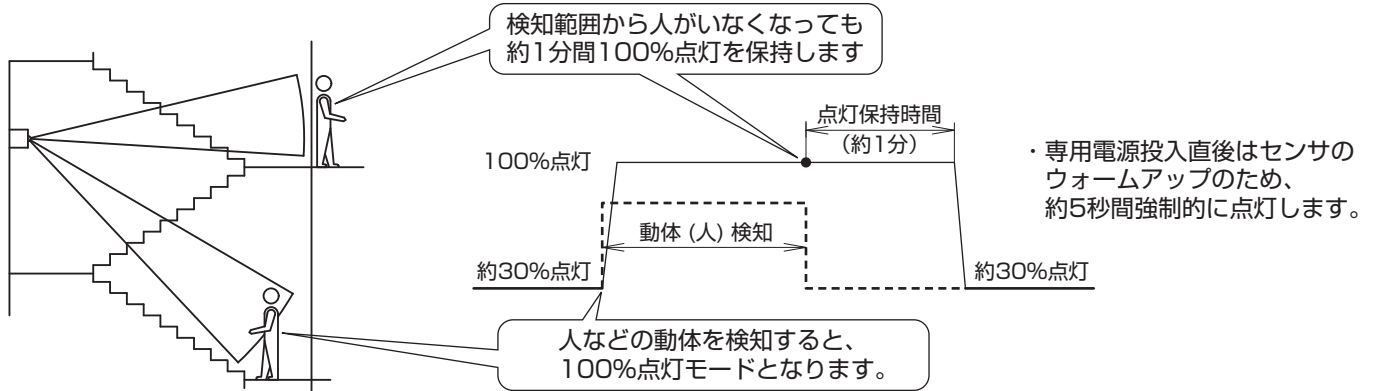 検知範囲から人がいなくなっても
約1分間100%点灯を保持します
点灯保持時間
（約1分）
100%点灯
・専用電源投入直後はセンサの
ウォームアップのため、
約5秒間強制的に点灯します。
動体 (人) 検知
約30%点灯
約30%点灯
人などの動体を検知すると、
100%点灯モードとなります。